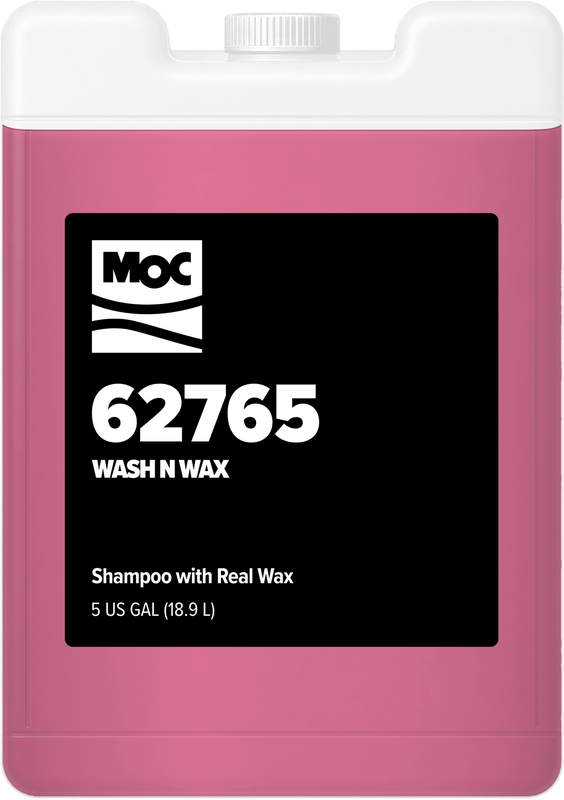 MOC
62765
WASH N WAX
Shampoo with Real Wax
5 US GAL (18.9 L)